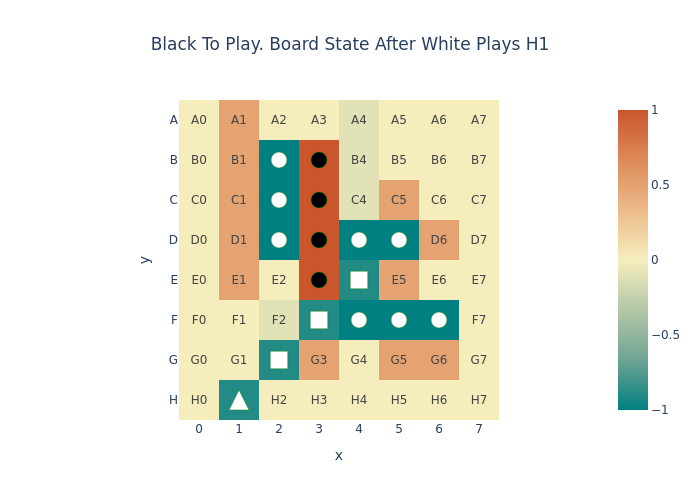 Black To Play. Board State After White Plays H1
A A0 A1 A2 A3 A4 A5 A6 A7 1
B B0 B1 B4 B5 B6 B7
C C0 C1 C4 C5 C6 C7 0.5
D D0 D1 D6 D7
y 0
E E0 E1 E2 E5 E6 E7
F F0 F1 F2 F7 −0.5
G G0 G1 G3 G4 G5 G6 G7
H H0 H2 H3 H4 H5 H6 H7 −1
0 1 2 3 4 5 6 7
x